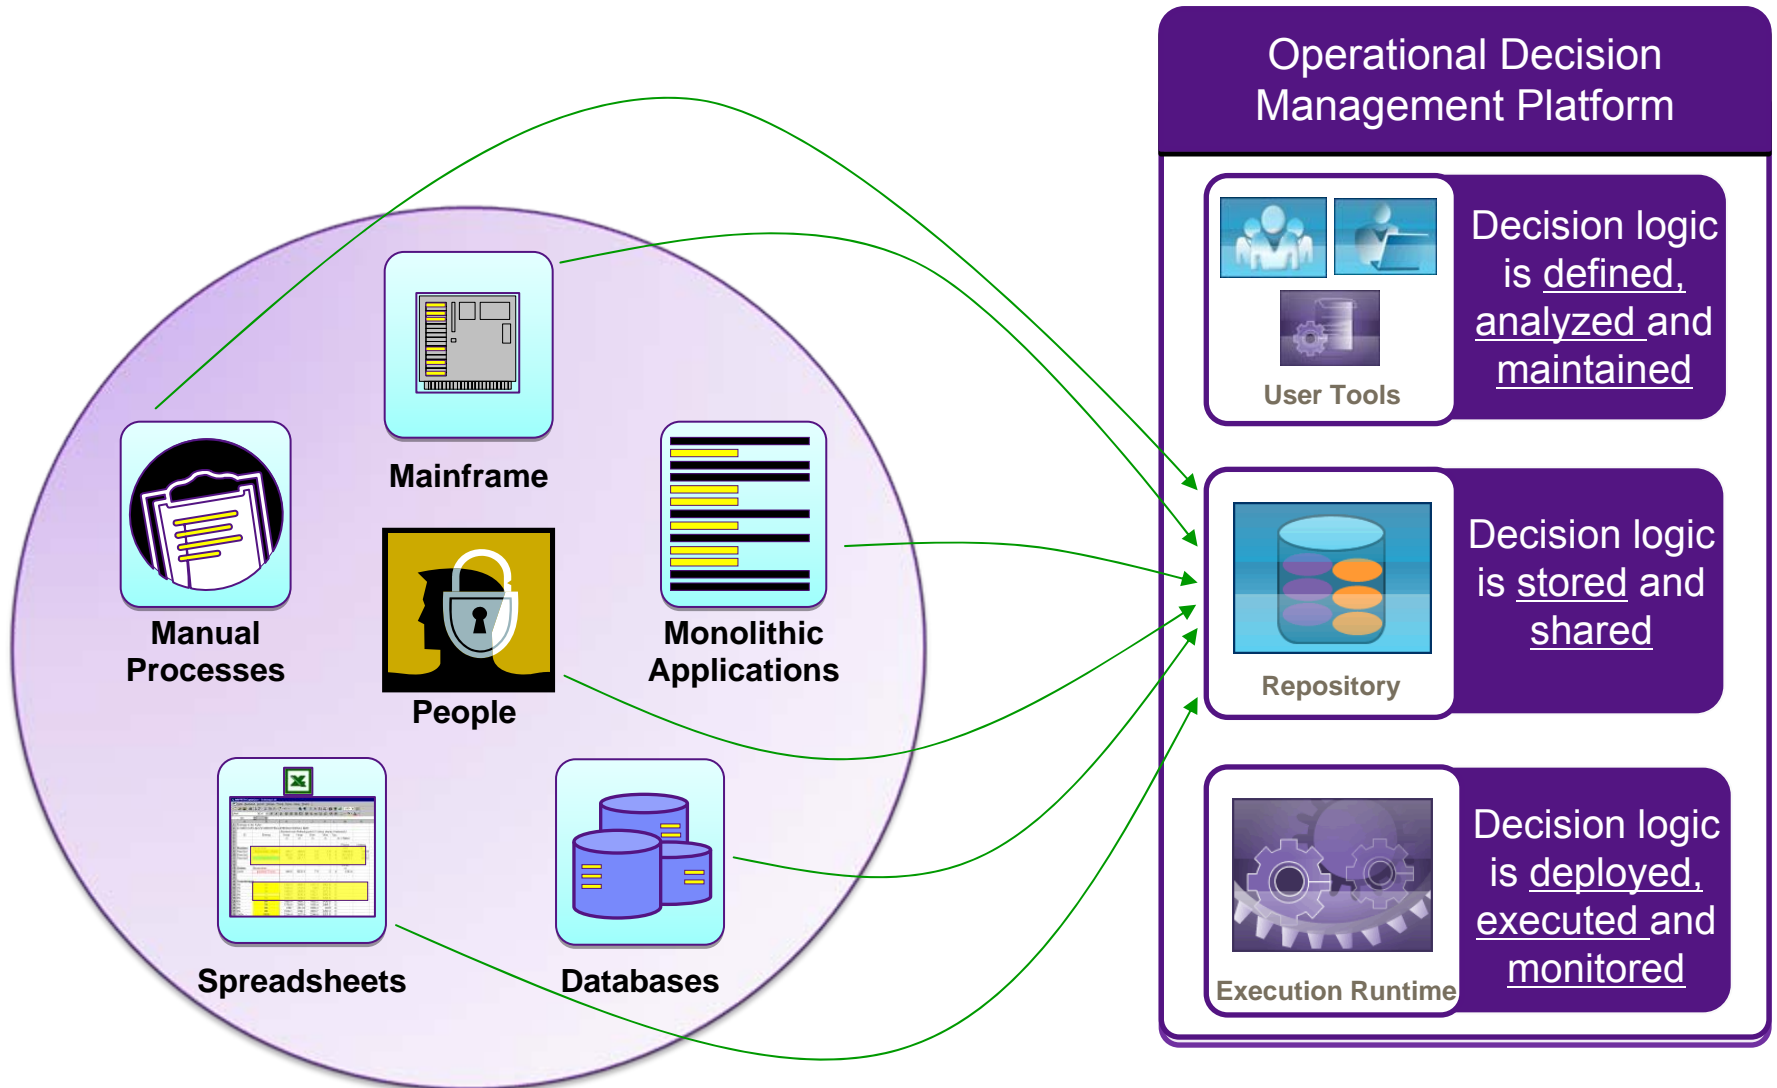 Operational Decision
Management Platform
Mainframe
Manual
Processes
People
Monolithic
Applications
Spreadsheets
Databases
Decision logic
is defined,
analyzed and
maintained
User Tools
Decision logic
is stored and
shared
Repository
Decision logic
is deployed,
executed and
monitored
Execution Runtime